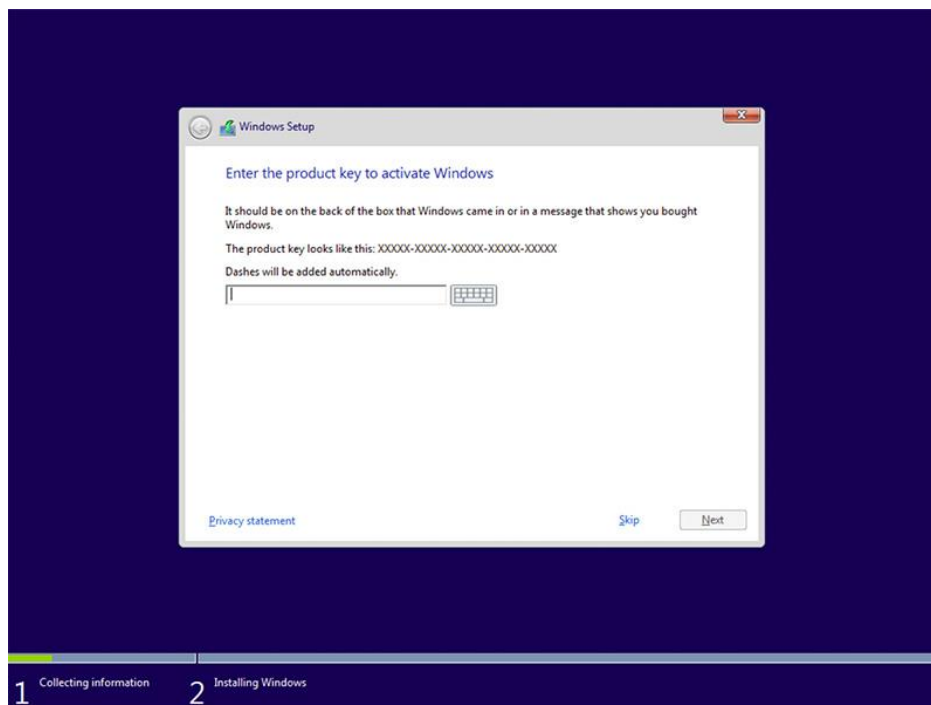 Windows Setup
Enter the product key to activate Windows
It should be on the back of the box that Windows came in or in a message that shows you bought
Windows.
The product key looks like this: XXXXX-XXXXX-XXXXX-XXXXX-XXXXX
Dashes will be added automatically.
Privacy statement
Skip
Next
1 Collecting information
2 Installing Windows